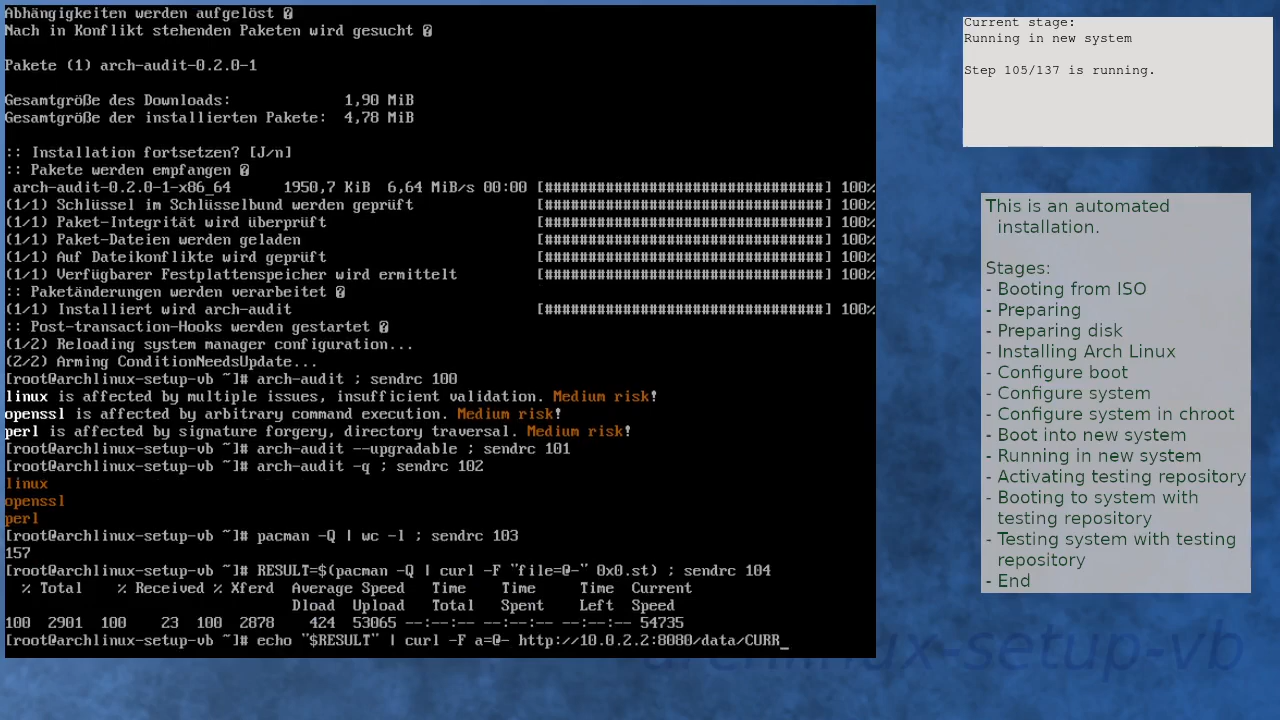 Abhängigkeiten werden aufgelöst �
Nach in Konflikt stehenden Paketen wird gesucht �
Pakete (1) arch-audit-0.2.0-1
Gesamtgröße des Downloads: 1,90 MiB
Gesamtgröße der installierten Pakete: 4,78 MiB
:: Installation fortsetzen? [J/n]
:: Pakete werden empfangen �
arch-audit-0.2.0-1-x86_64 1950,7 KiB 6,64 MiB/s 00:00 [#################################] 100%
(1/1) Schlüssel im Schlüsselbund werden geprüft [#################################] 100%
(1/1) Paket-Integrität wird überprüft [#################################] 100%
(1/1) Paket-Dateien werden geladen [#################################] 100%
(1/1) Auf Dateikonflikte wird geprüft [#################################] 100%
(1/1) Verfügbarer Festplattenspeicher wird ermittelt [#################################] 100%
:: Paketänderungen werden verarbeitet �
(1/1) Installiert wird arch-audit [#################################] 100%
:: Post-transaction-Hooks werden gestartet �
(1/2) Reloading system manager configuration...
(2/2) Arming ConditionNeedsUpdate...
[root@archlinux-setup-vb ~]# arch-audit ; sendrc 100
linux is affected by multiple issues, insufficient validation. Medium risk!
openssl is affected by arbitrary command execution. Medium risk!
perl is affected by signature forgery, directory traversal. Medium risk!
[root@archlinux-setup-vb ~]# arch-audit --upgradable ; sendrc 101
[root@archlinux-setup-vb ~]# arch-audit -q ; sendrc 102
linux
openssl
perl
[root@archlinux-setup-vb ~]# pacman -Q | wc -l ; sendrc 103
157
[root@archlinux-setup-vb ~]# RESULT=$(pacman -Q | curl -F "file=@-" 0x0.st) ; sendrc 104
% Total % Received % Xferd Average Speed Time Time Time Current
Dload Upload Total Spent Left Speed
100 2901 100 23 100 2878 424 53065 --:--:-- --:--:-- --:--:-- 54735
[root@archlinux-setup-vb ~]# echo "$RESULT" | curl -F a=@- http://10.0.2.2:8080/data/CURR_
Current stage:
Running in new system
Step 105/137 is running.
This is an automated
installation.
Stages:
- Booting from ISO
- Preparing
- Preparing disk
- Installing Arch Linux
- Configure boot
- Configure system
- Configure system in chroot
- Boot into new system
- Running in new system
- Activating testing repository
- Booting to system with
testing repository
- Testing system with testing
repository
- End
archlinux-setup-vb